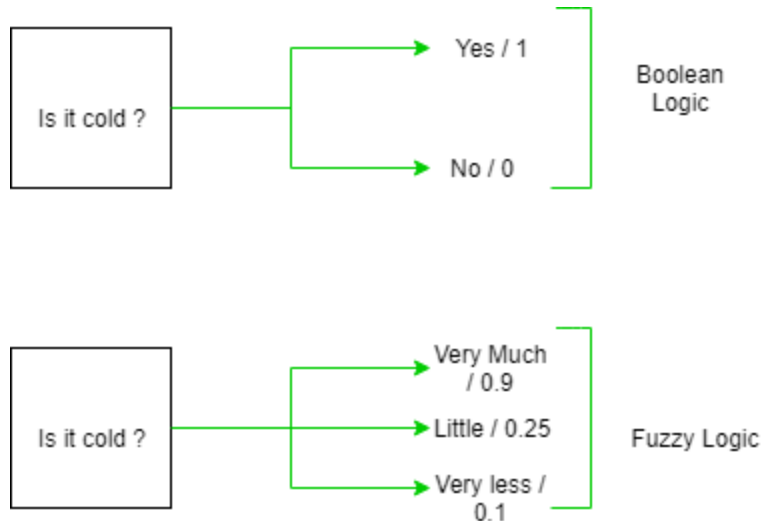 Is it cold ?
Yes / 1
No / 0
Boolean
Logic
Is it cold ?
Very Much
/ 0.9
Little / 0.25
Very less /
0.1
Fuzzy Logic